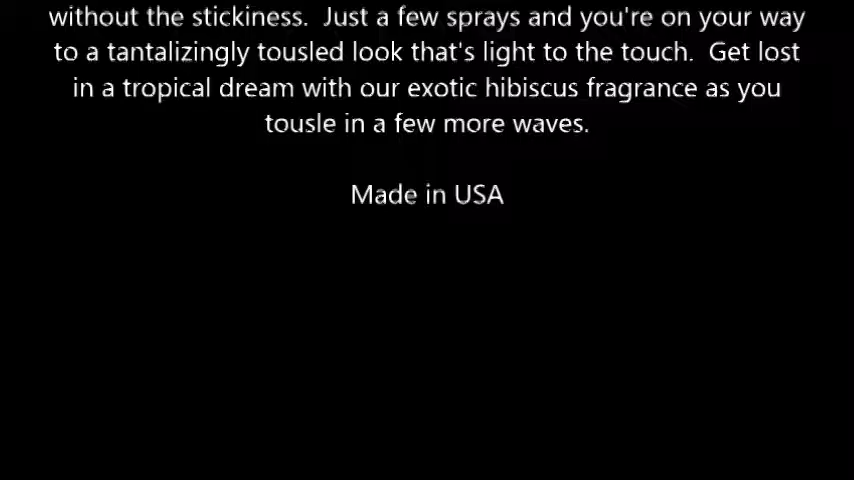 without the stickiness.  Just a few sprays and you're on your way
to a tantalizingly tousled look that's light to the touch.  Get lost
in a tropical dream with our exotic hibiscus fragrance as you
tousle in a few more waves.
Made in USA